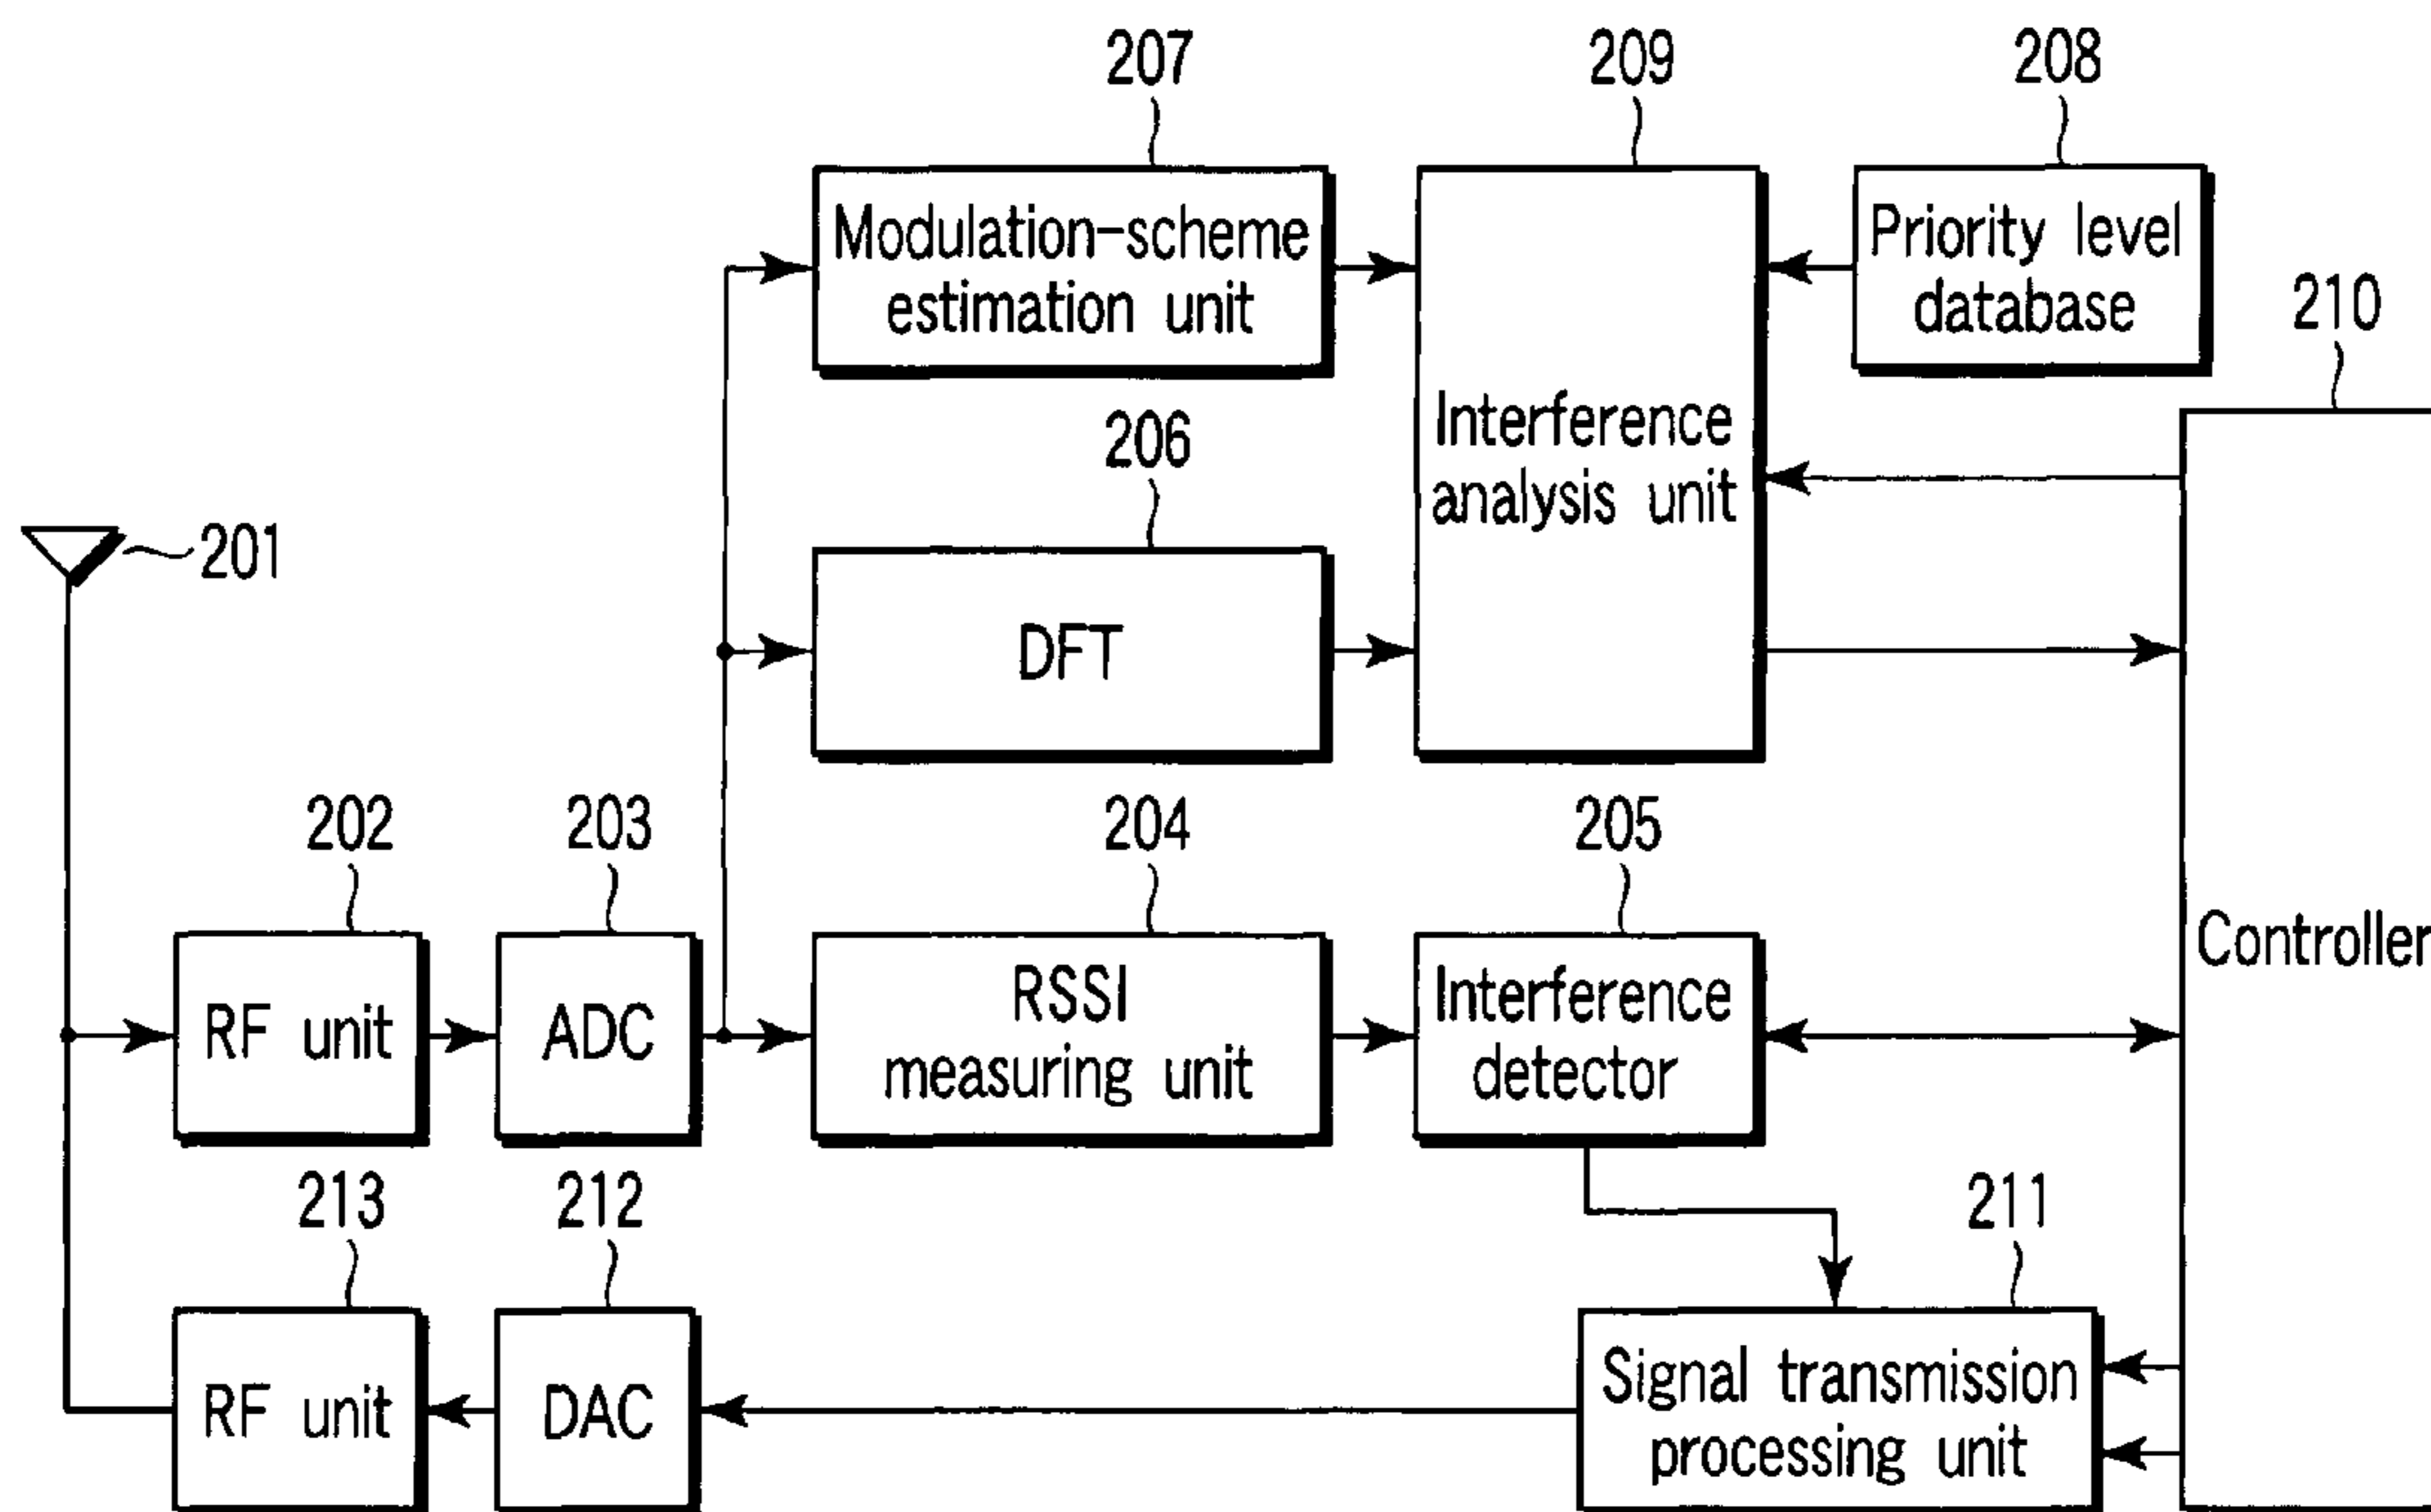 207
209
208
Modulation-scheme
estimation unit
Priority level
database
210
Interference
analysis unit
206
DFT
201
202
203
204
205
RF unit
ADC
RSSI
measuring unit
Interference
detector
Controller
213
212
211
RF unit
DAC
Signal transmission
processing unit